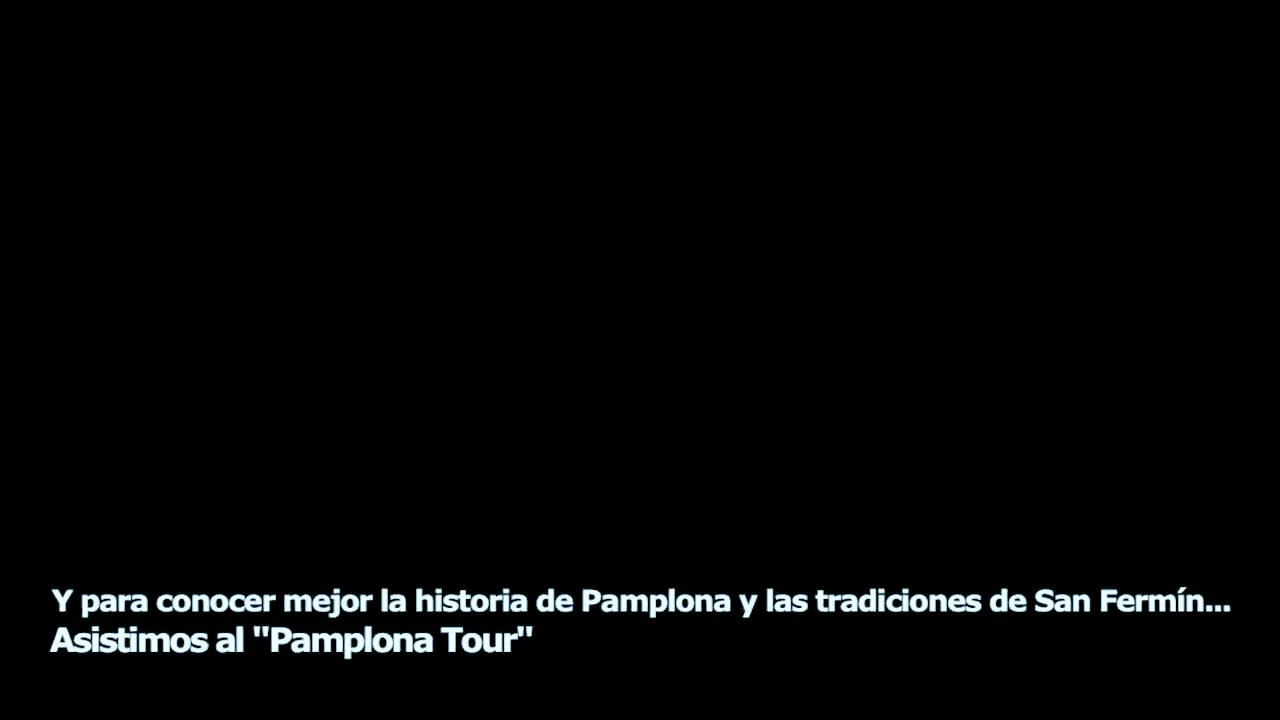 Y para conocer mejor la historia de Pamplona y las tradiciones de San Fermín...
Asistimos al "Pamplona Tour"